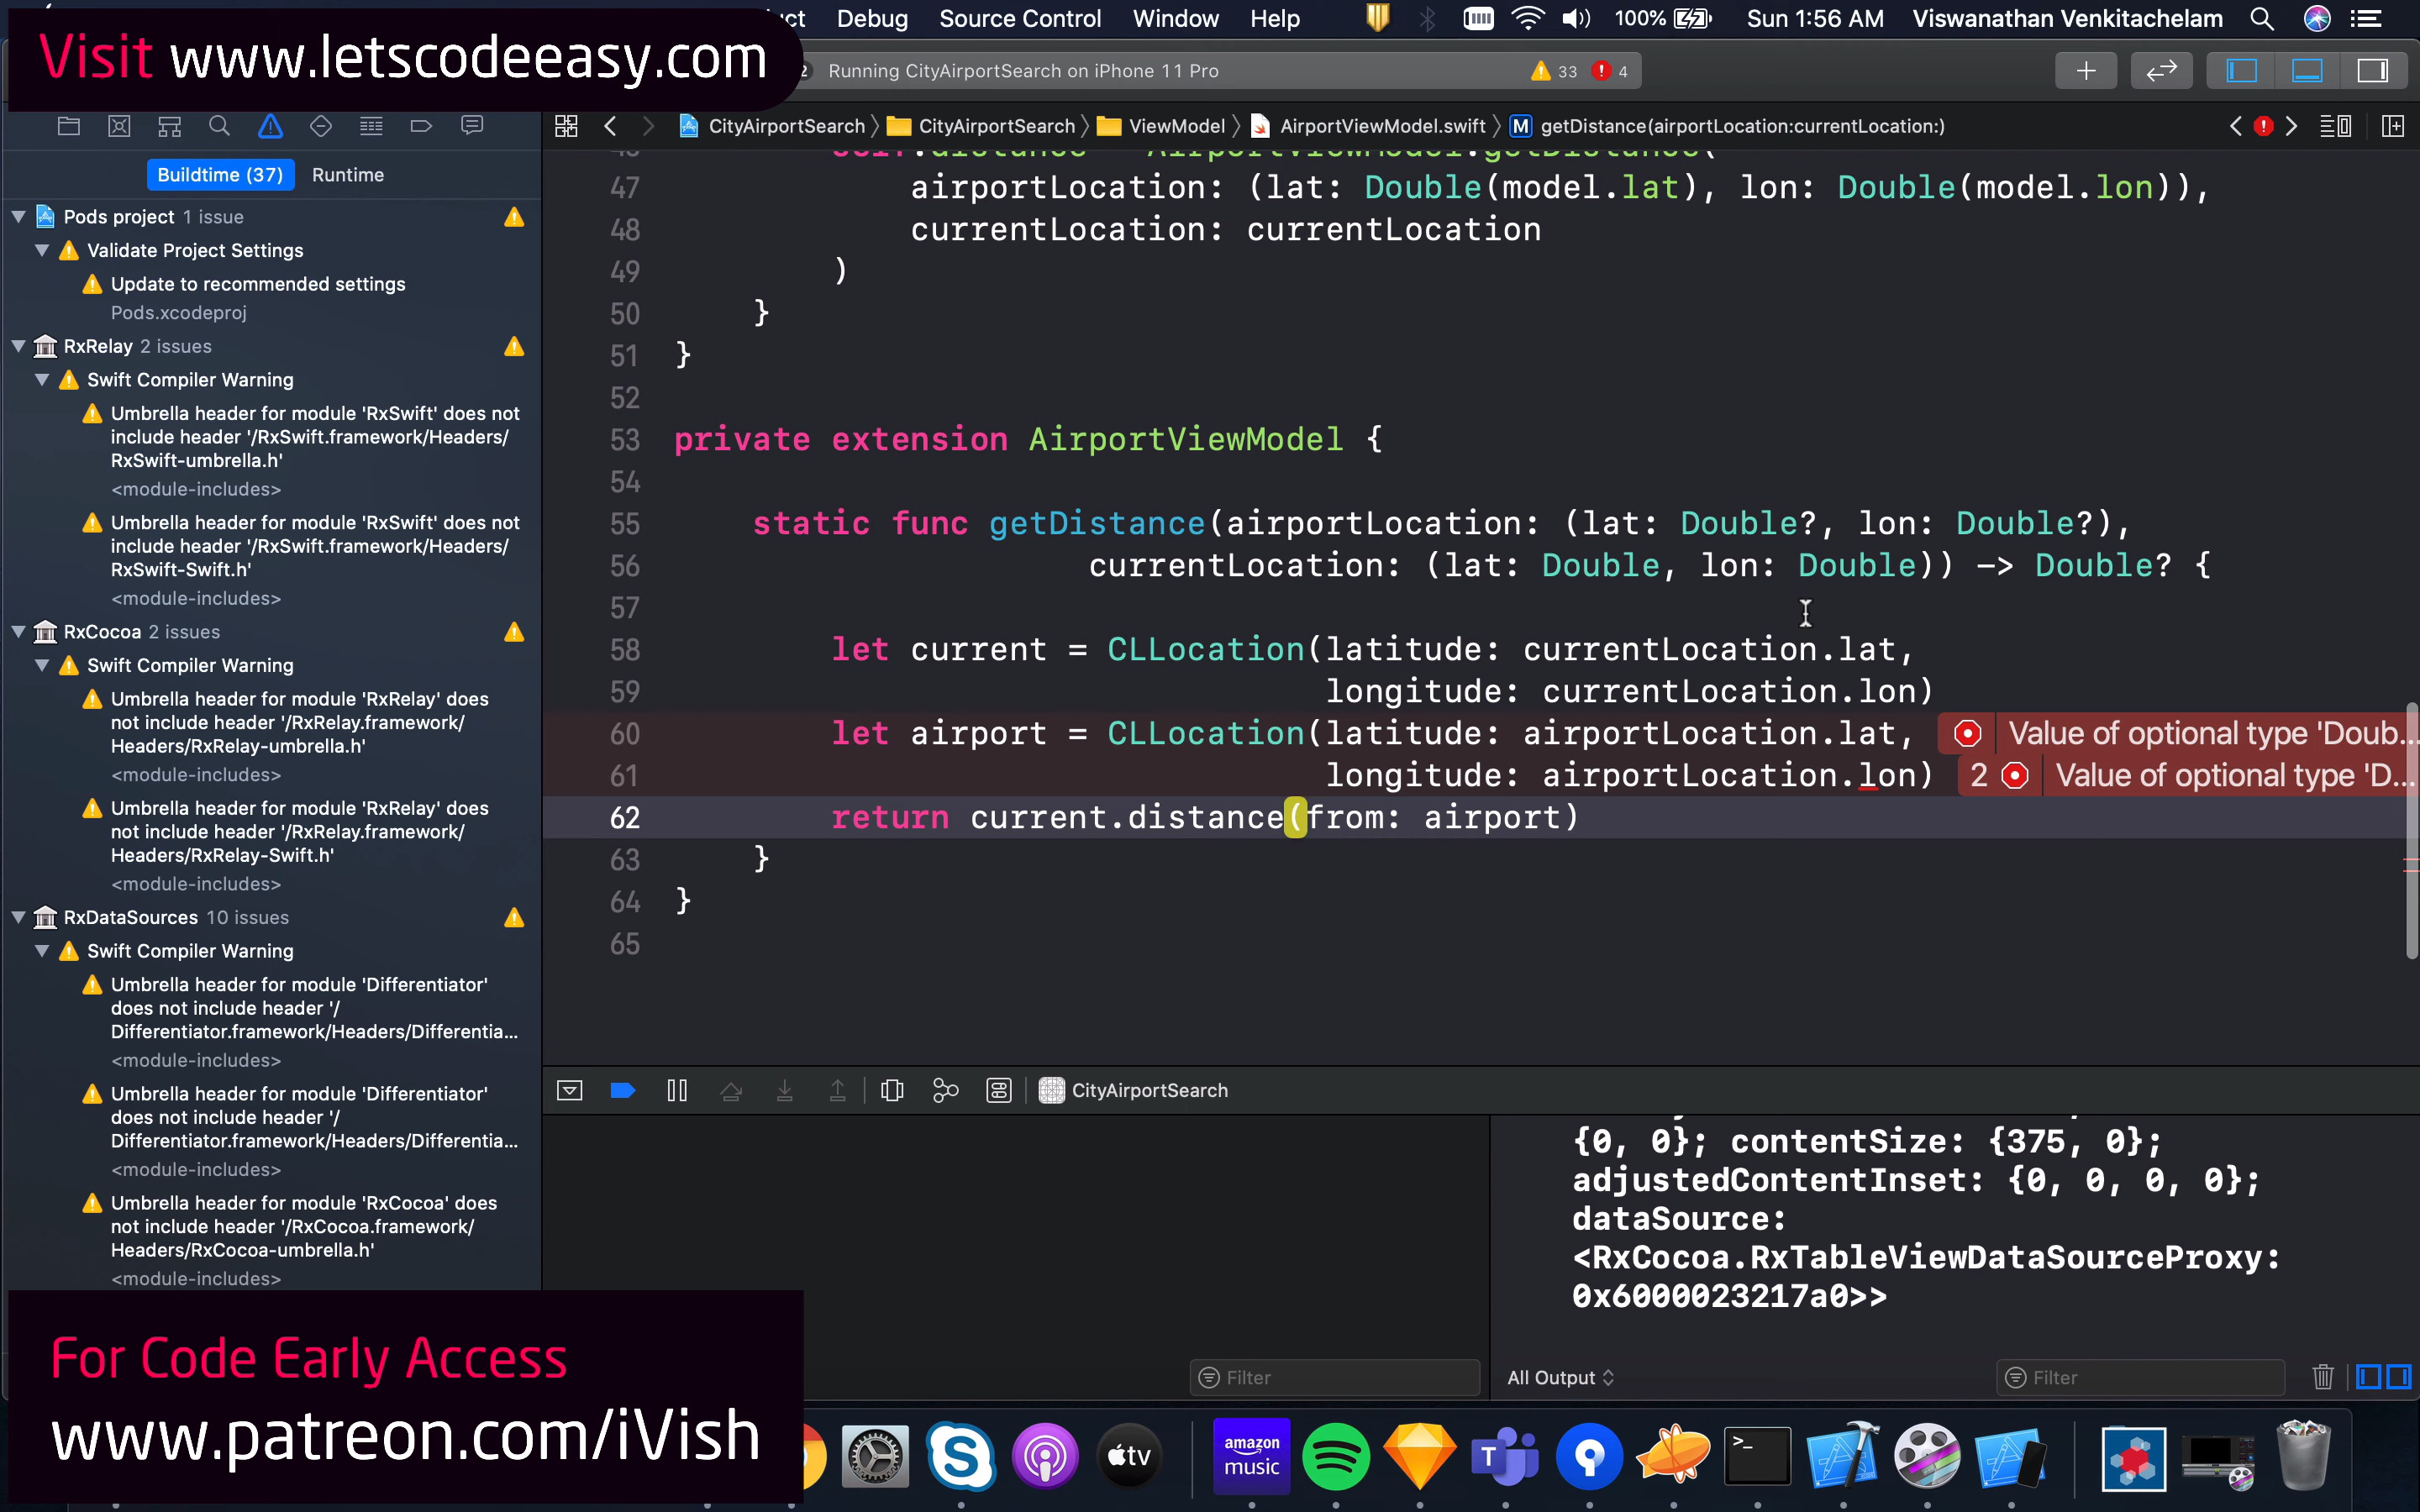 Visit www.letscodeeasy.com
Debug Source Control Window Help 100% Sun 1:56 AM Viswanathan Venkitachelam
Running CityAirportSearch on iPhone 11 Pro 33 4
CityAirportSearch CityAirportSearch ViewModel AirportViewModel.swift M getDistance(airportLocation:currentLocation:)
Buildtime (37) Runtime
Pods project 1 issue
Validate Project Settings
Update to recommended settings
Pods.xcodeproj
RxRelay 2 issues
Swift Compiler Warning
Umbrella header for module 'RxSwift' does not
include header '/RxSwift.framework/Headers/
RxSwift-umbrella.h'
<module-includes>
Umbrella header for module 'RxSwift' does not
include header '/RxSwift.framework/Headers/
RxSwift-Swift.h'
<module-includes>
RxCocoa 2 issues
Swift Compiler Warning
Umbrella header for module 'RxRelay' does
not include header '/RxRelay.framework/
Headers/RxRelay-umbrella.h'
<module-includes>
Umbrella header for module 'RxRelay' does
not include header '/RxRelay.framework/
Headers/RxRelay-Swift.h'
<module-includes>
RxDataSources 10 issues
Swift Compiler Warning
Umbrella header for module 'Differentiator'
does not include header '/
Differentiator.framework/Headers/Differentia...
<module-includes>
Umbrella header for module 'Differentiator'
does not include header '/
Differentiator.framework/Headers/Differentia...
<module-includes>
Umbrella header for module 'RxCocoa' does
not include header '/RxCocoa.framework/
Headers/RxCocoa-umbrella.h'
<module-includes>
47 airportLocation: (lat: Double(model.lat), lon: Double(model.lon)),
48 currentLocation: currentLocation
49 )
50 }
51 }
52
53 private extension AirportViewModel {
54
55 static func getDistance(airportLocation: (lat: Double?, lon: Double?),
56 currentLocation: (lat: Double, lon: Double)) -> Double? {
57
58 let current = CLLocation(latitude: currentLocation.lat,
59 longitude: currentLocation.lon)
60 let airport = CLLocation(latitude: airportLocation.lat, Value of optional type 'Doub...
61 longitude: airportLocation.lon) 2 Value of optional type 'D...
62 return current.distance(from: airport)
63 }
64 }
65
CityAirportSearch
{0, 0}; contentSize: {375, 0};
adjustedContentInset: {0, 0, 0, 0};
dataSource:
<RxCocoa.RxTableViewDataSourceProxy:
0x6000023217a0>>
Filter All Output Filter
For Code Early Access
www.patreon.com/iVish
tv
amazon
music